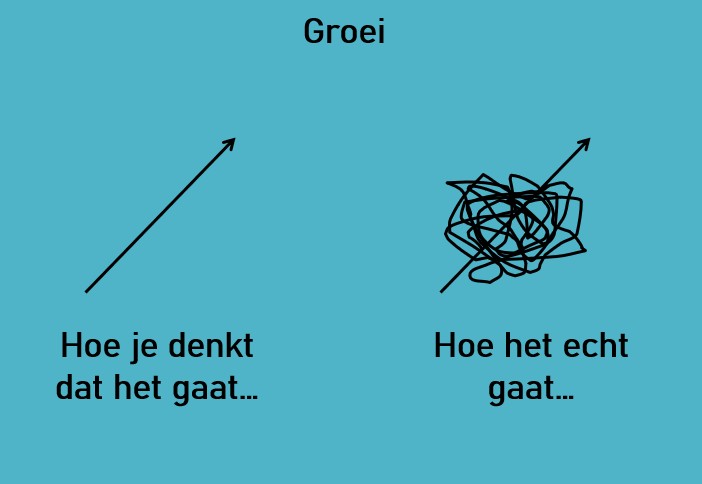 Groei
Hoe je denkt
dat het gaat...
Hoe het echt
gaat...